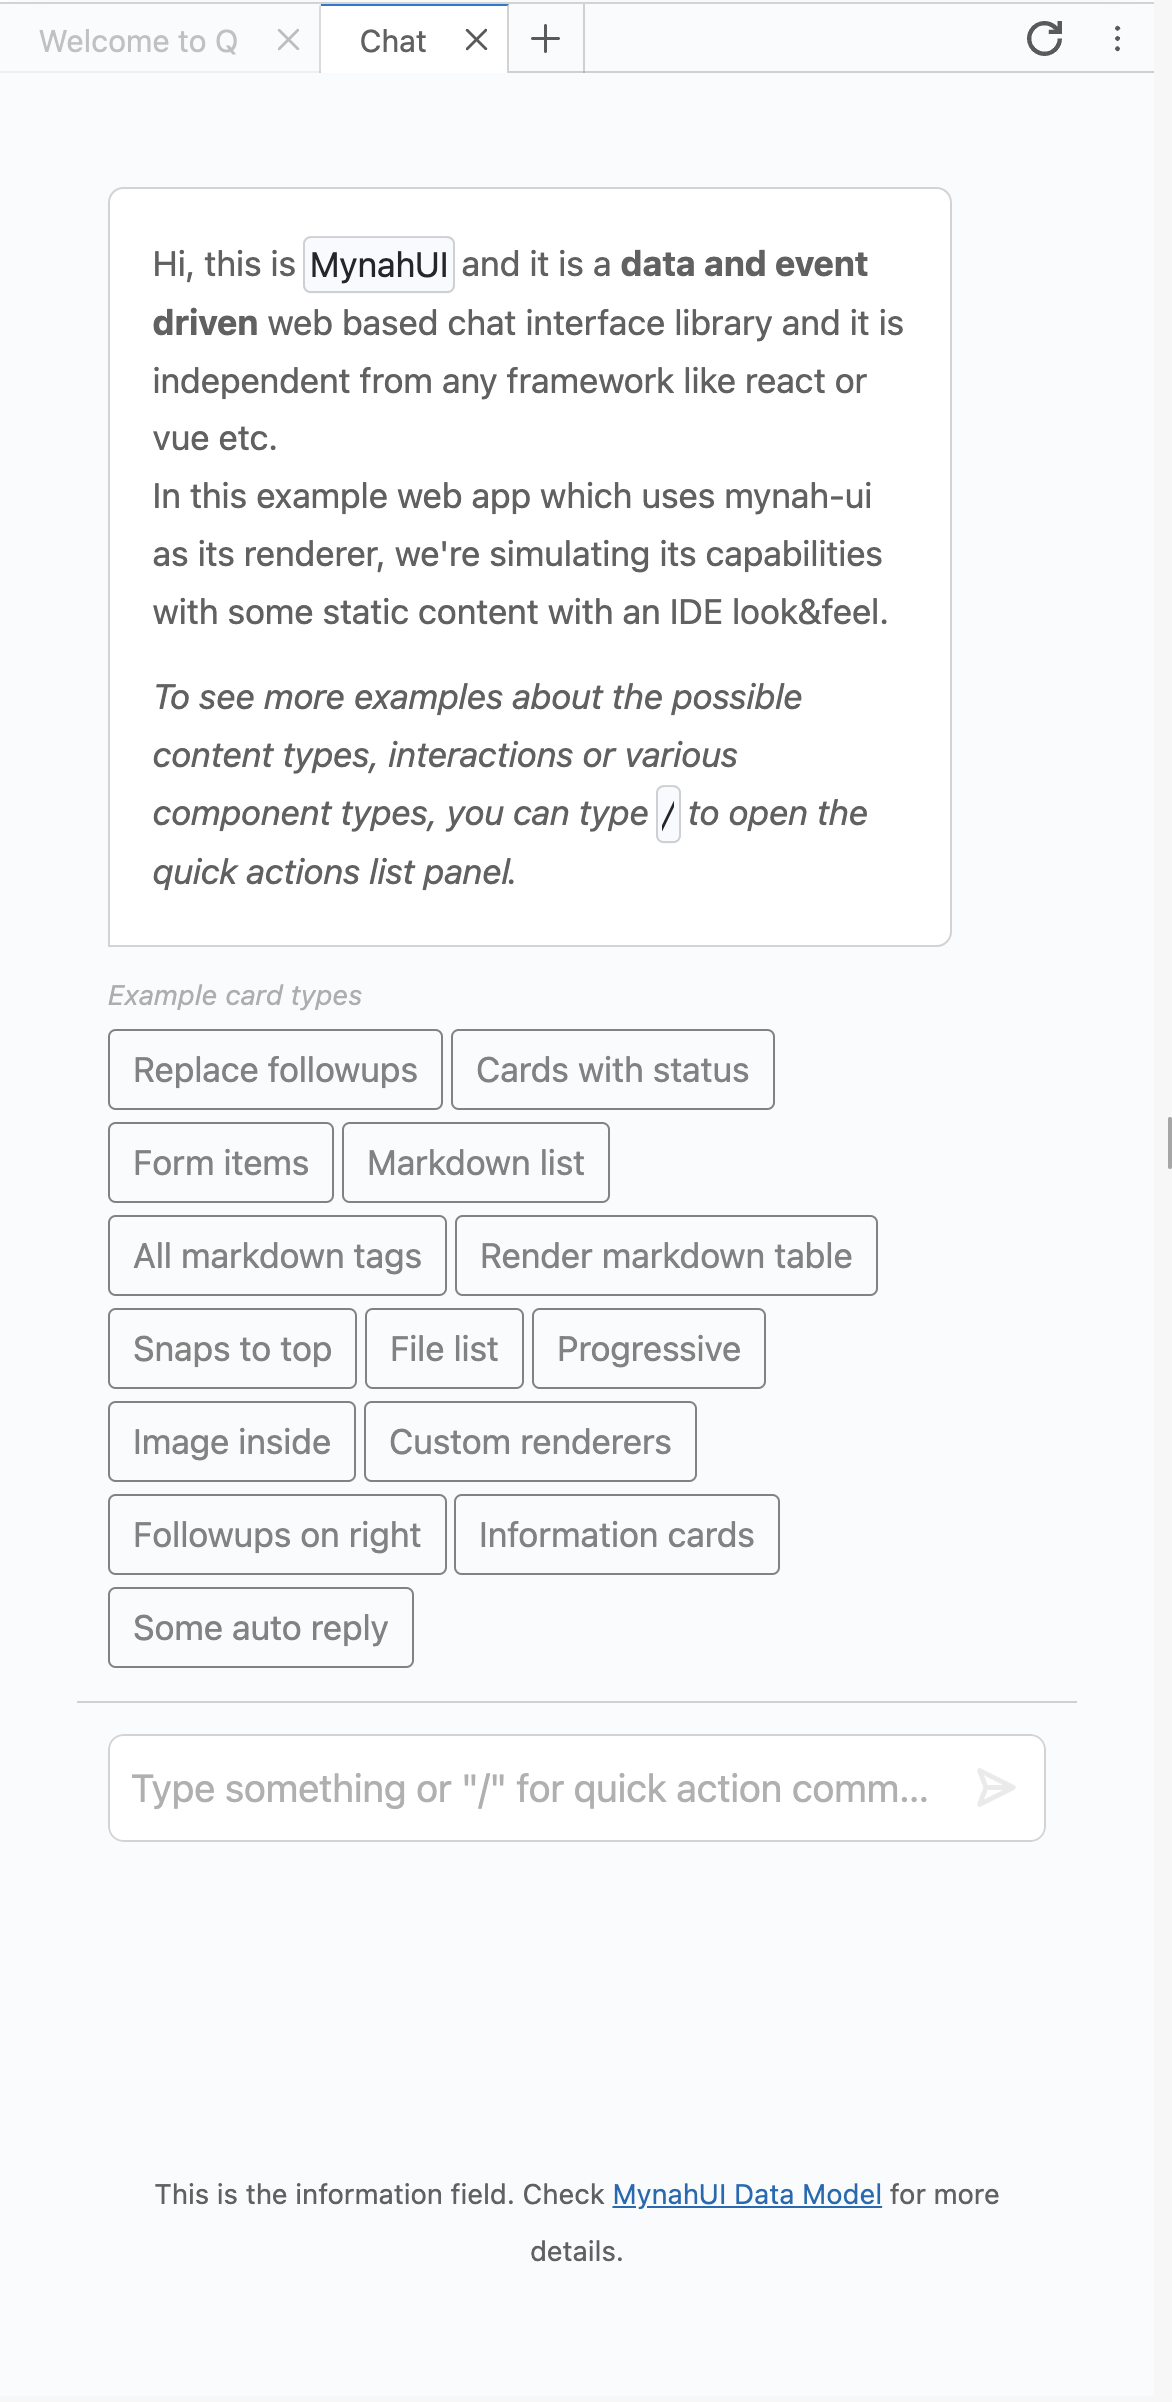 Welcome to Q
Chat
Hi, this is MynahUI and it is a data and event
driven web based chat interface library and it is
independent from any framework like react or
vue etc.
In this example web app which uses mynah-ui
as its renderer, we're simulating its capabilities
with some static content with an IDE look&feel.
To see more examples about the possible
content types, interactions or various
component types, you can type / to open the
quick actions list panel.
Example card types
Replace followups Cards with status
Form items Markdown list
All markdown tags Render markdown table
Snaps to top File list Progressive
Image inside Custom renderers
Followups on right Information cards
Some auto reply
Type something or "/" for quick action comm...
This is the information field. Check MynahUI Data Model for more
details.